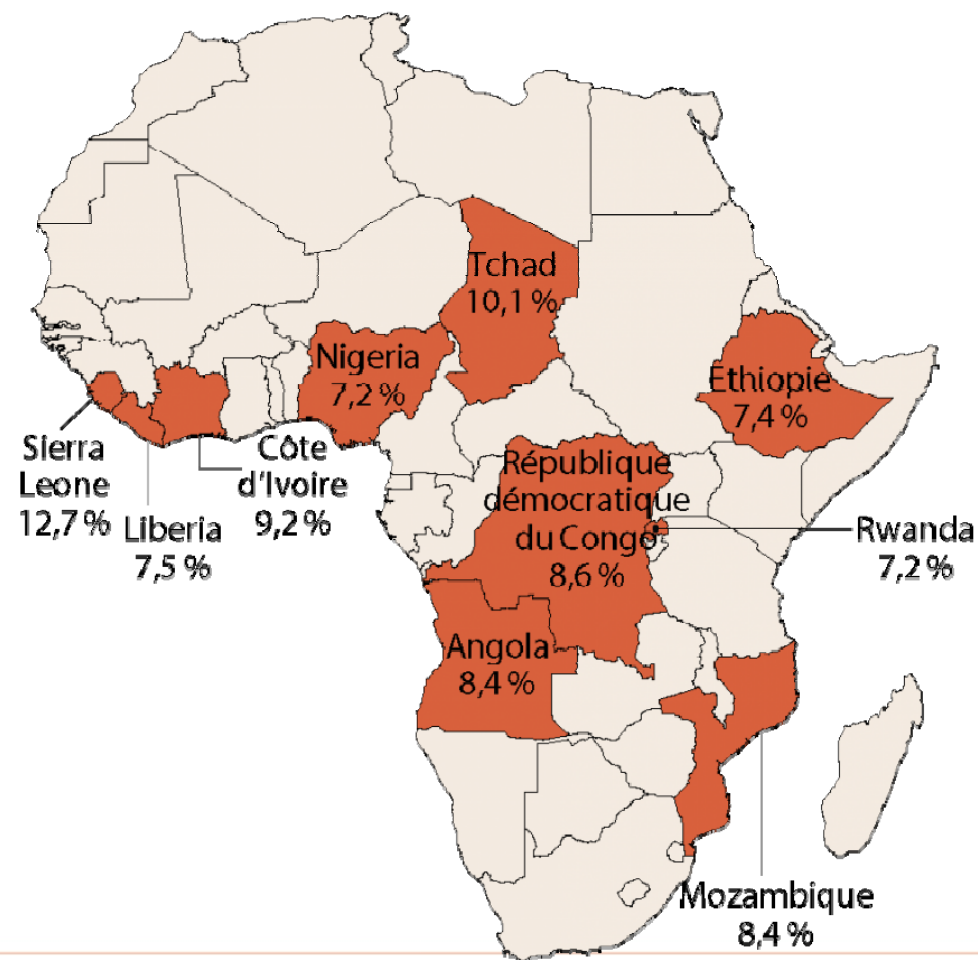 Tchad
10,1 %
Nigeria
7,2 %
Ethiopie
7,4 %
Sierra
Leone
12,7 %
Liberia
7,5 %
Côte
d'Ivoire
9,2 %
République
démocratique
du Congo
8,6 %
Rwanda
7,2 %
Angola
8,4 %
Mozambique
8,4 %